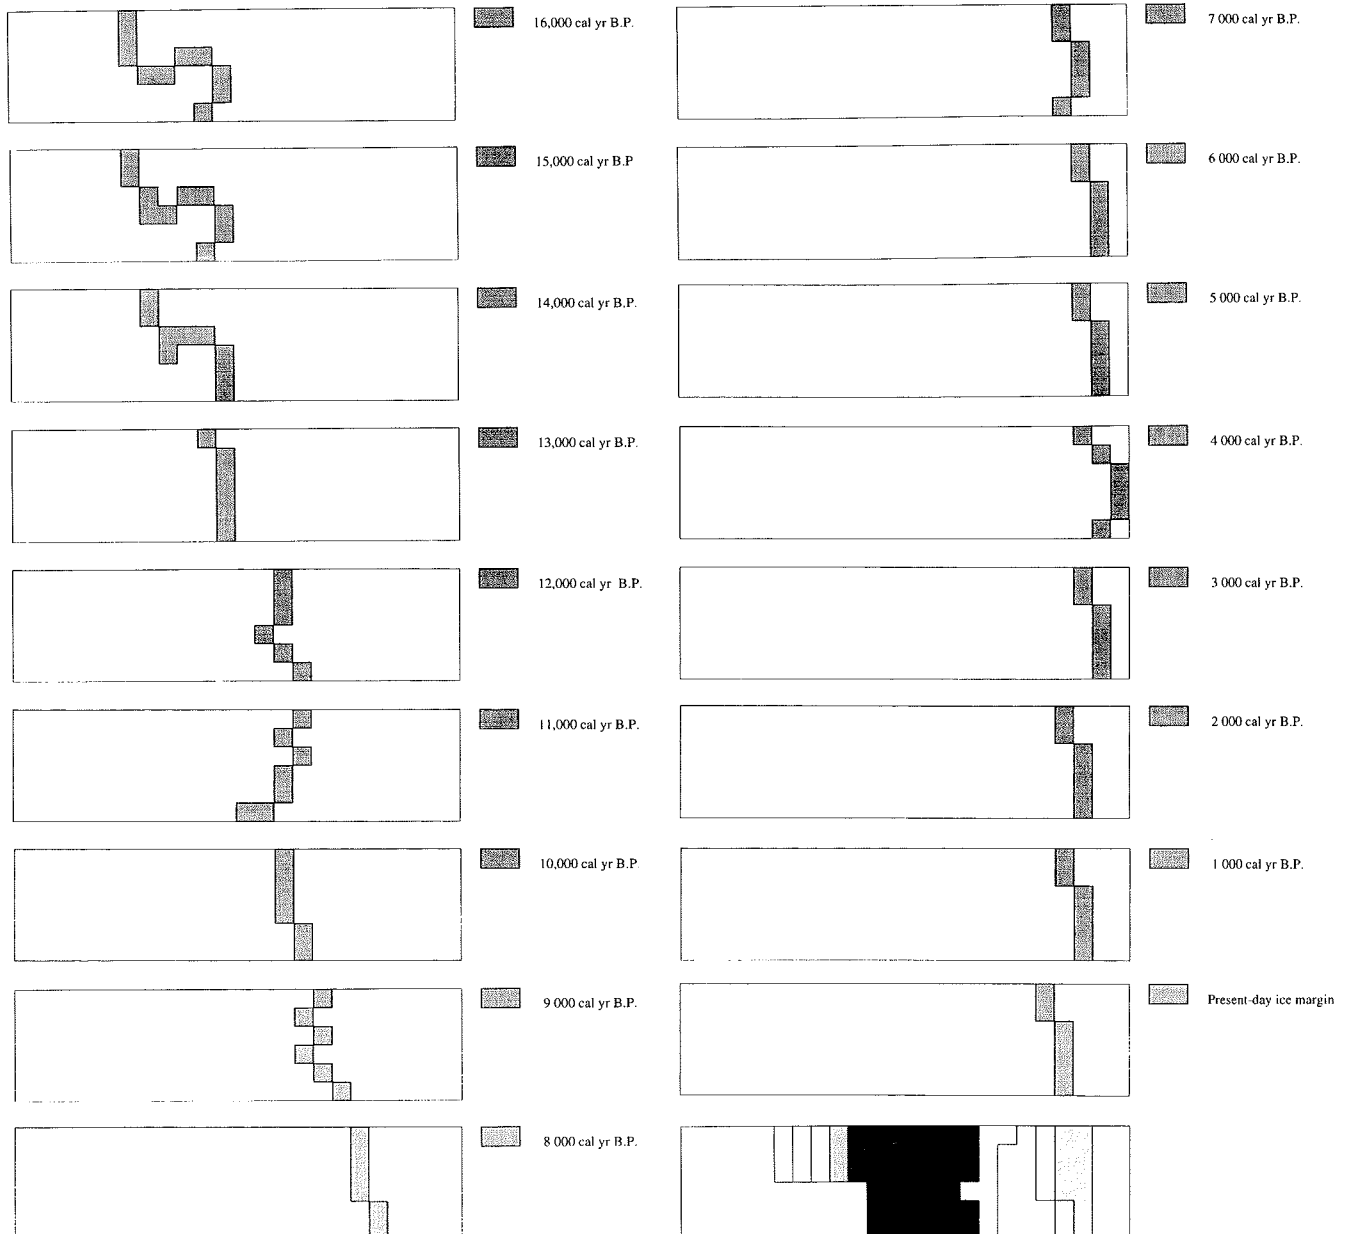 16,000 cal yr B.P.
15,000 cal yr B.P
14,000 cal yr B.P.
13,000 cal yr B.P.
12,000 cal yr B.P.
11,000 cal yr B.P.
10,000 cal yr B.P.
9 000 cal yr B.P.
8 000 cal yr B.P.
7 000 cal yr B.P.
6 000 cal yr B.P.
5 000 cal yr B.P.
4 000 cal yr B.P.
3 000 cal yr B.P.
2 000 cal yr B.P.
1 000 cal yr B.P.
Present-day ice margin